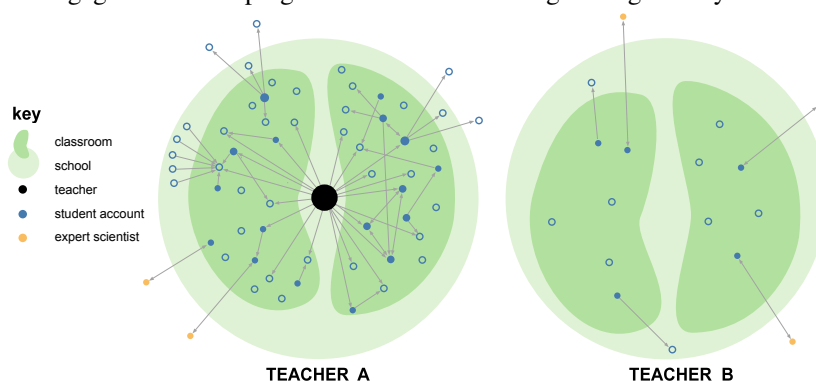 key
classroom
school
teacher
student account
expert scientist
TEACHER A
TEACHER B